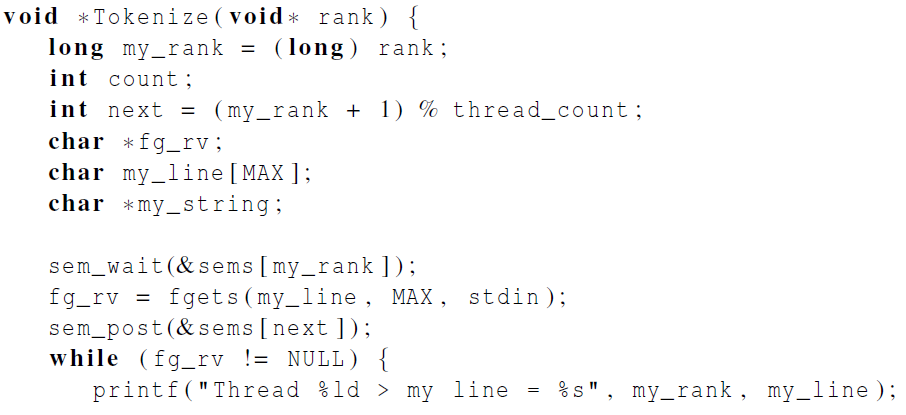 void *Tokenize(void* rank) {
   long my_rank = (long) rank;
   int count;
   int next = (my_rank + 1) % thread_count;
   char *fg_rv;
   char my_line[MAX];
   char *my_string;

   sem_wait(&sems[my_rank]);
   fg_rv = fgets(my_line, MAX, stdin);
   sem_post(&sems[next]);
   while (fg_rv != NULL) {
      printf("Thread %ld > my line = %s", my_rank, my_line);